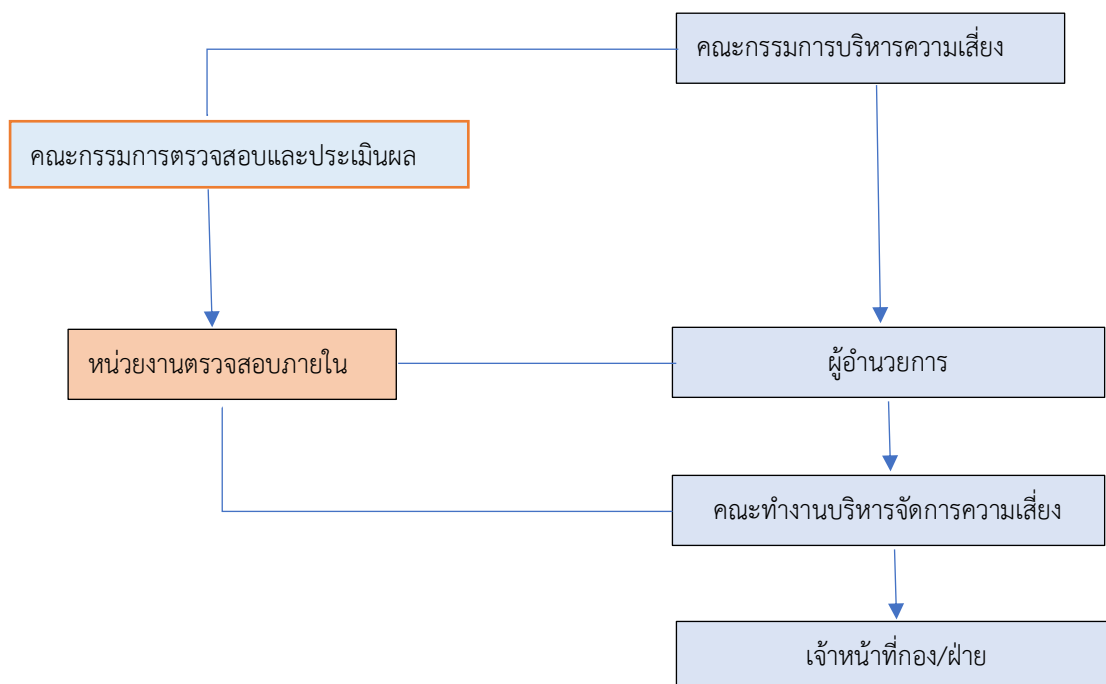 คณะกรรมการบริหารความเสี่ยง
คณะกรรมการตรวจสอบและประเมินผล
หน่วยงานตรวจสอบภายใน
ผู้อำนวยการ
คณะทำงานบริหารจัดการความเสี่ยง
เจ้าหน้าที่กอง/ฝ่าย